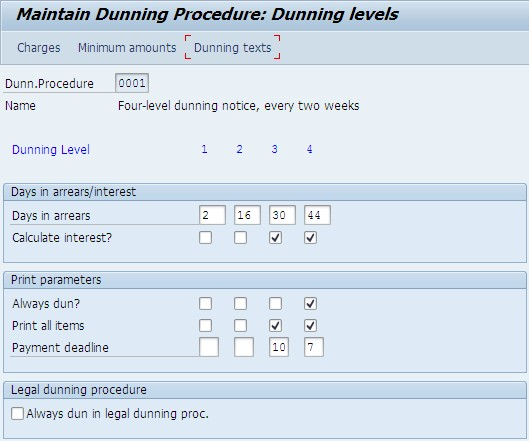 Maintain Dunning Procedure: Dunning levels
Charges Minimum amounts Dunning texts
Dunn.Procedure 0001
Name Four-level dunning notice, every two weeks
Dunning Level 1 2 3 4
Days in arrears/interest
Days in arrears 2 16 30 44
Calculate interest?
Print parameters
Always dun?
Print all items
Payment deadline 10 7
Legal dunning procedure
Always dun in legal dunning proc.